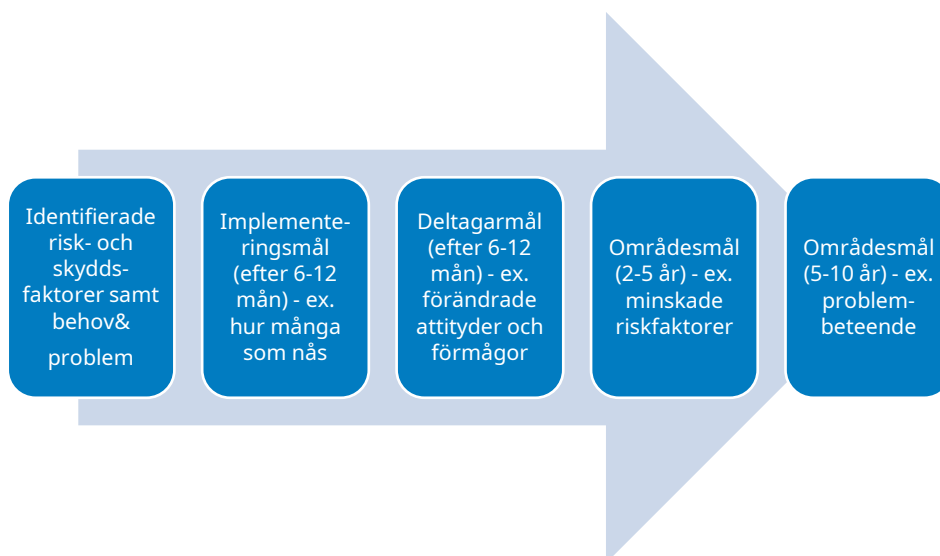 Identifierade
risk- och
skydds-
faktorer samt
behov&
problem
Implemente-
ringsmål
(efter 6-12
mån) - ex.
hur många
som nås
Deltagarmål
(efter 6-12
mån) - ex.
förändrade
attityder och
förmågor
Områdesmål
(2-5 år) - ex.
minskade
riskfaktorer
Områdesmål
(5-10 år) - ex.
problem-
beteende